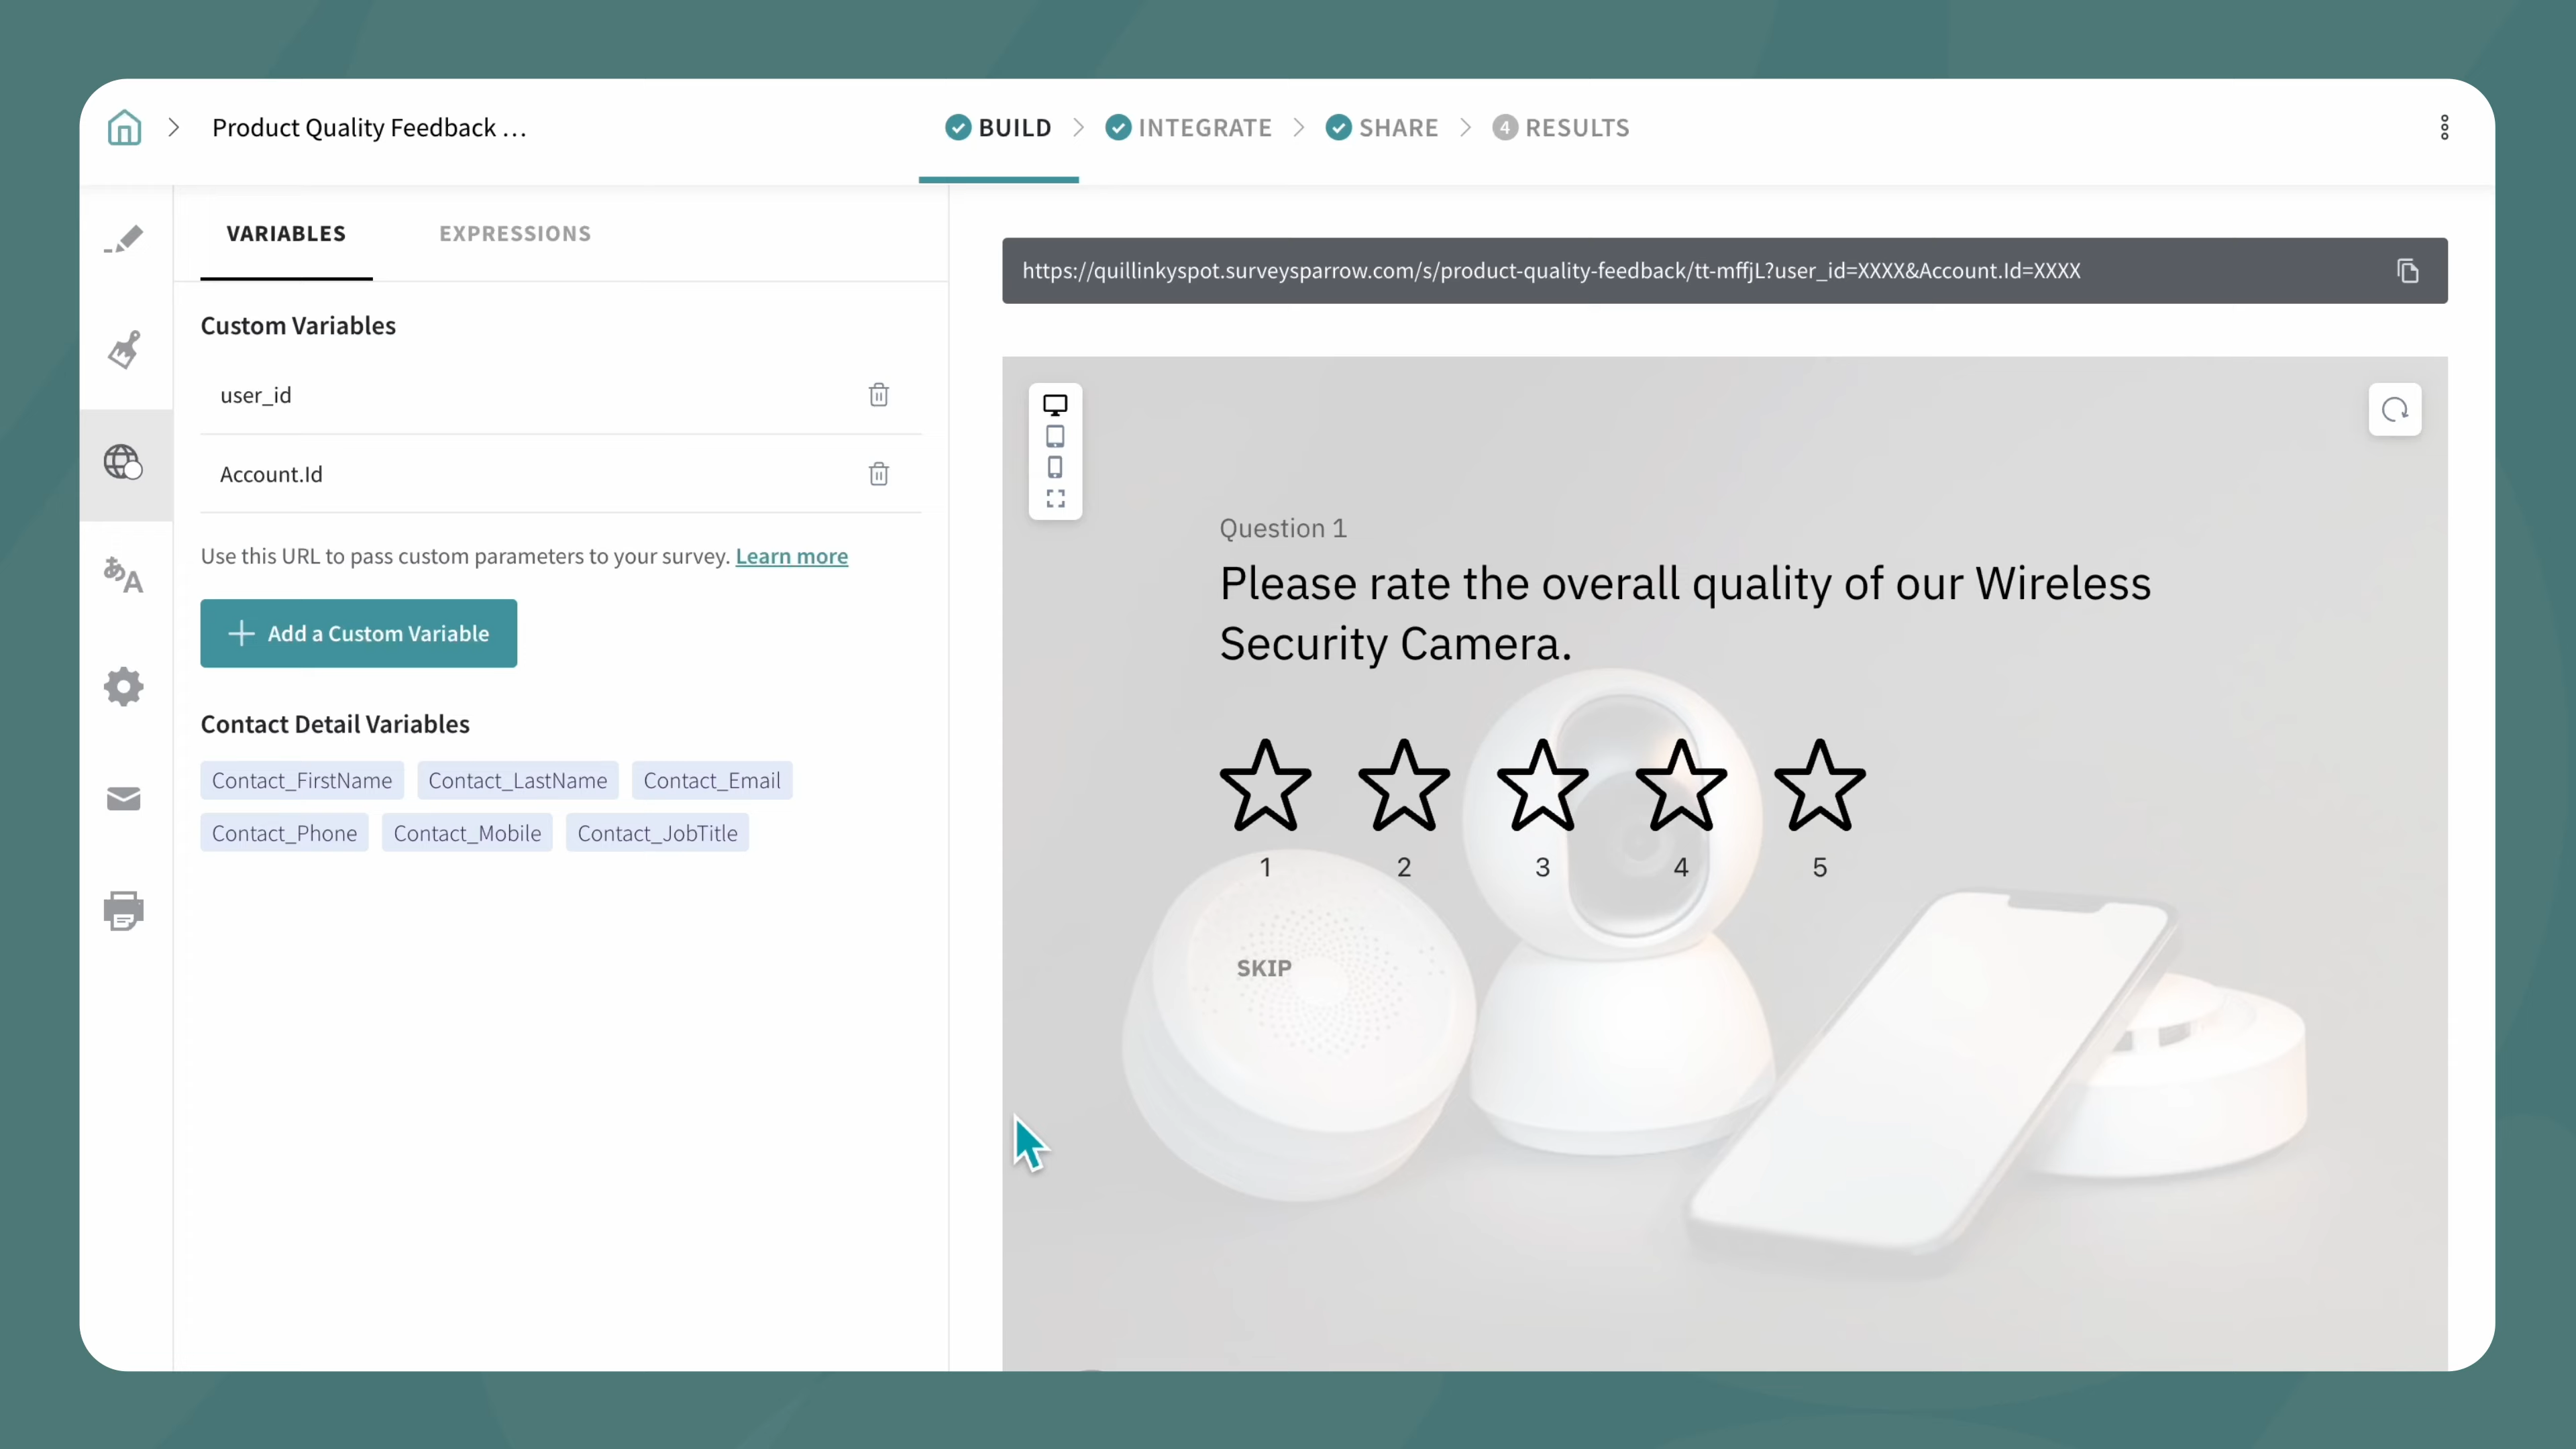 Product Quality Feedback ...
BUILD
INTEGRATE
SHARE
4 RESULTS
VARIABLES
EXPRESSIONS
Custom Variables
user_id
Account.Id
Use this URL to pass custom parameters to your survey. Learn more
Add a Custom Variable
Contact Detail Variables
Contact_FirstName Contact_LastName Contact_Email
Contact_Phone Contact_Mobile Contact_JobTitle
https://quillinkyspot.surveysparrow.com/s/product-quality-feedback/tt-mffjL?user_id=XXXX&Account.Id=XXXX
Question 1
Please rate the overall quality of our Wireless
Security Camera.
1 2 3 4 5
SKIP
あA